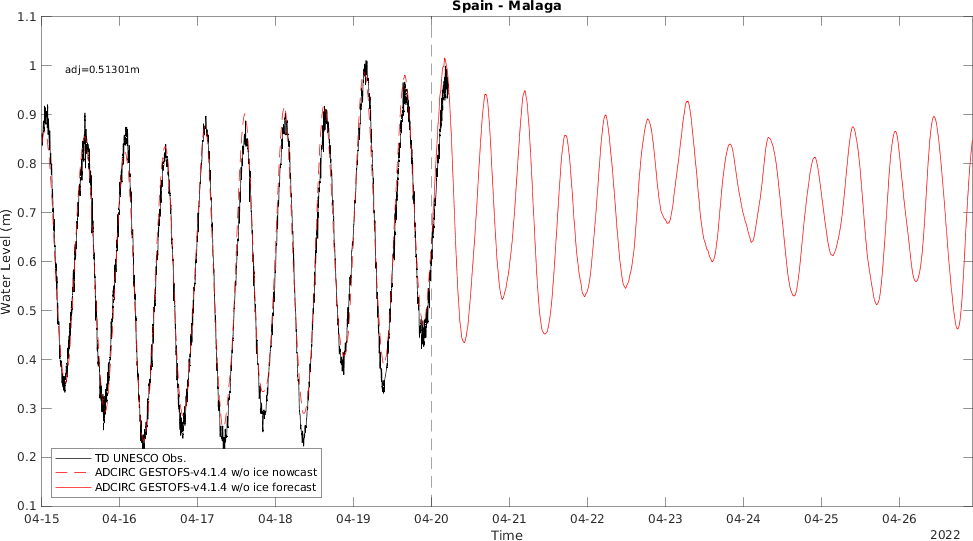 Spain - Malaga
1.1
1
adj=0.51301m
0.9
0.8
0.7
0.6
0.5
0.4
0.3
0.2
0.1
Water Level (m)
TD UNESCO Obs.
ADCIRC GESTOFS-v4.1.4 w/o ice nowcast
ADCIRC GESTOFS-v4.1.4 w/o ice forecast
04-15 04-16 04-17 04-18 04-19 04-20 04-21 04-22 04-23 04-24 04-25 04-26
Time
2022